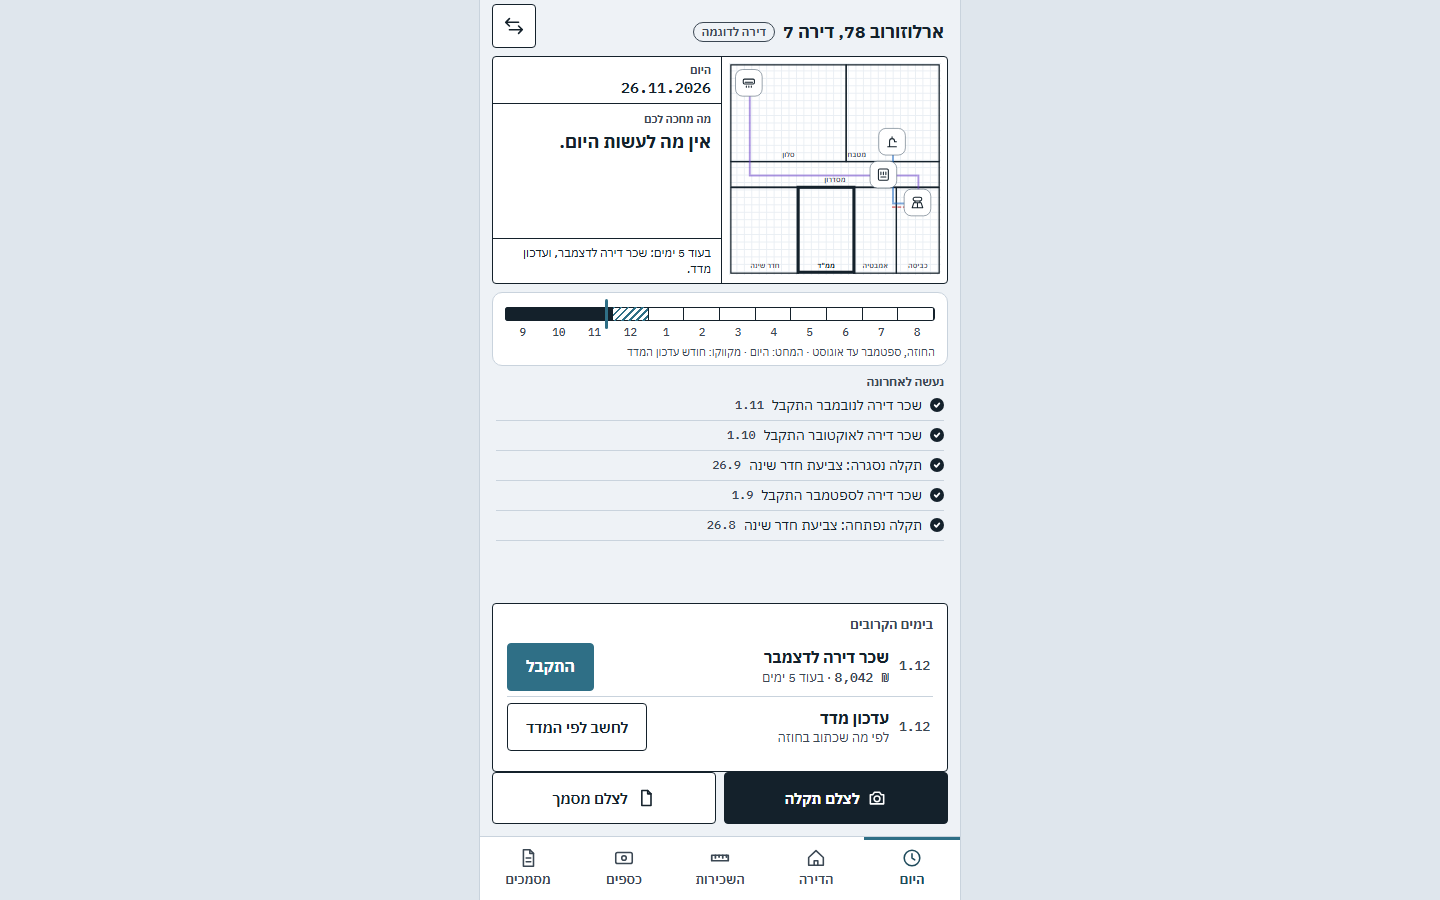 ארלוזורוב 78, דירה 7
דירה לדוגמה
סלון
מטבח
מסדרון
חדר שינה
ממ"ד
אמבטיה
כביסה
היום
26.11.2026
מה מחכה לכם
אין מה לעשות היום.
בעוד 5 ימים: שכר דירה לדצמבר, ועדכון
מדד.
9 10 11 12 1 2 3 4 5 6 7 8
החוזה, ספטמבר עד אוגוסט · המחט: היום · מקווקו: חודש עדכון המדד
נעשה לאחרונה
שכר דירה לנובמבר התקבל 1.11
שכר דירה לאוקטובר התקבל 1.10
תקלה נסגרה: צביעת חדר שינה 26.9
שכר דירה לספטמבר התקבל 1.9
תקלה נפתחה: צביעת חדר שינה 26.8
בימים הקרובים
1.12
שכר דירה לדצמבר
₪ 8,042 · בעוד 5 ימים
התקבל
1.12
עדכון מדד
לפי מה שכתוב בחוזה
לחשב לפי המדד
לצלם תקלה
לצלם מסמך
היום
הדירה
השכירות
כספים
מסמכים